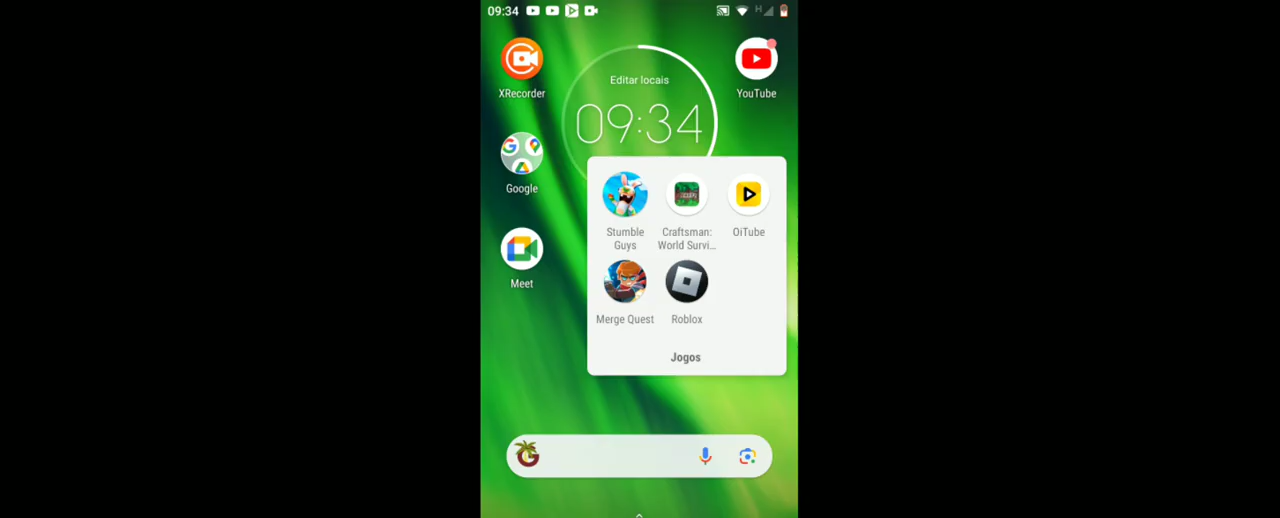 09:34
XRecorder
Editar locais
09:34
YouTube
Google
Meet
Stumble
Guys
Craftsman:
World Survi...
OiTube
Merge Quest
Roblox
Jogos